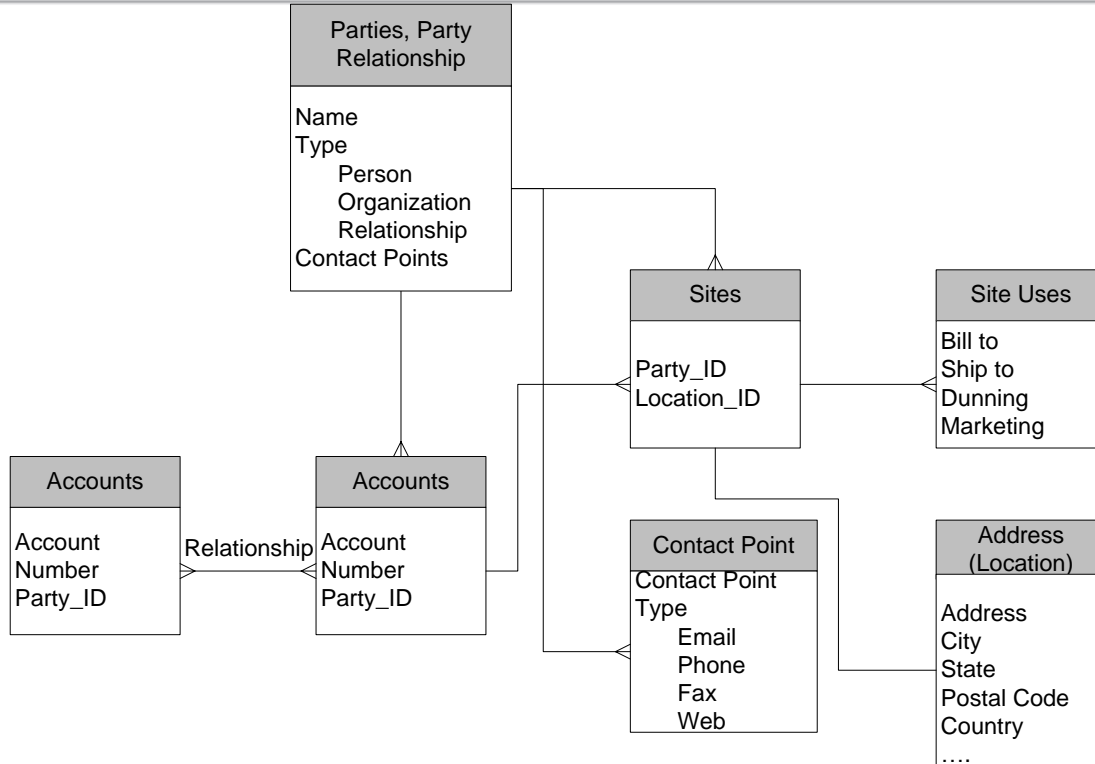 Parties, Party
Relationship
Name
Type
Person
Organization
Relationship
Contact Points
Sites
Party_ID
Location_ID
Site Uses
Bill to
Ship to
Dunning
Marketing
Accounts
Account
Number
Party_ID
Relationship
Accounts
Account
Number
Party_ID
Contact Point
Contact Point
Type
Email
Phone
Fax
Web
Address
(Location)
Address
City
State
Postal Code
Country
....